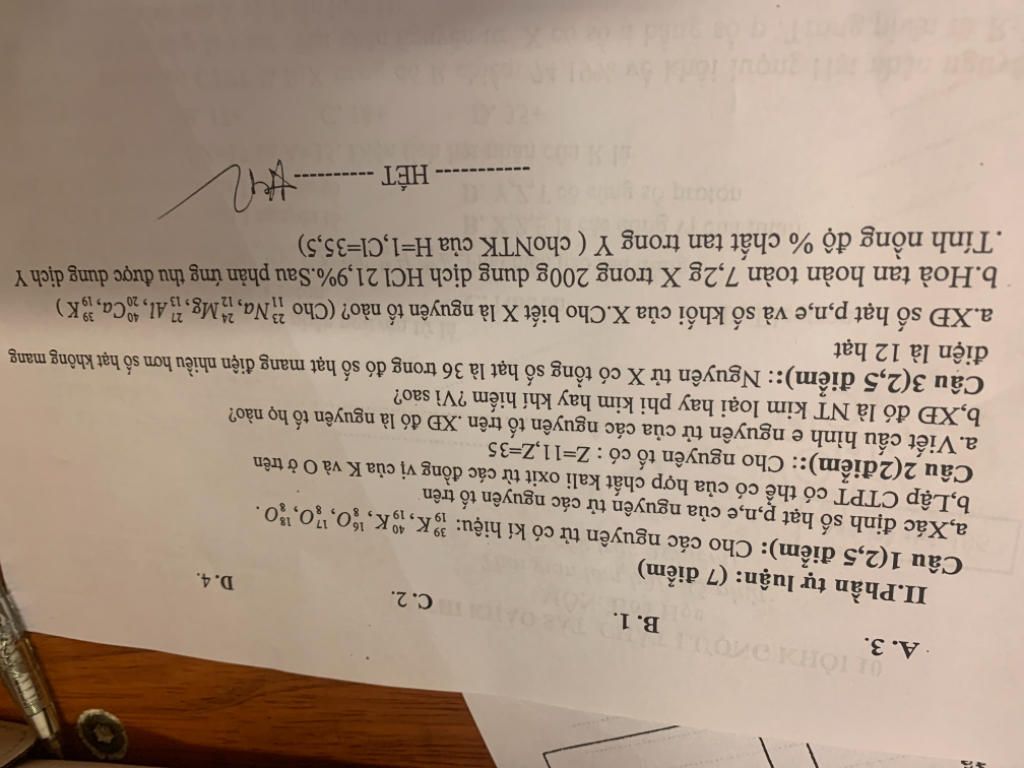 A. 3. B. 1. C. 2. D. 4.
II.Phần tự luận: (7 điểm)
Câu 1(2,5 điểm): Cho các nguyên tử có kí hiệu: ³⁹₁₉K, ⁴⁰₁₉K, ¹⁶₈O, ¹⁷₈O, ¹⁸₈O.
a,Xác định số hạt p,n,e của nguyên tử các nguyên tố trên
b,Lập CTPT có thể có của hợp chất kali oxit từ các đồng vị của K và O ở trên
Câu 2(2điểm):: Cho nguyên tố có : Z=11,Z=35
a. Viết cấu hình e nguyên tử của các nguyên tố trên .XĐ đó là nguyên tố họ nào?
b,XĐ đó là NT kim loại hay phi kim hay khí hiếm ?Vì sao?
Câu 3(2,5 điểm):: Nguyên tử X có tổng số hạt là 36 trong đó số hạt mang điện nhiều hơn số hạt không mang
điện là 12 hạt
a.XĐ số hạt p,n,e và số khối của X.Cho biết X là nguyên tố nào? (Cho ²³₁₁Na, ²⁴₁₂Mg, ²⁷₁₃Al, ⁴⁰₂₀Ca, ³⁹₁₉K )
b.Hoà tan hoàn toàn 7,2g X trong 200g dung dịch HCl 21,9%.Sau phản ứng thu được dung dịch Y
.Tính nồng độ % chất tan trong Y ( choNTK của H=1,Cl=35,5)
------------ HẾT ----------